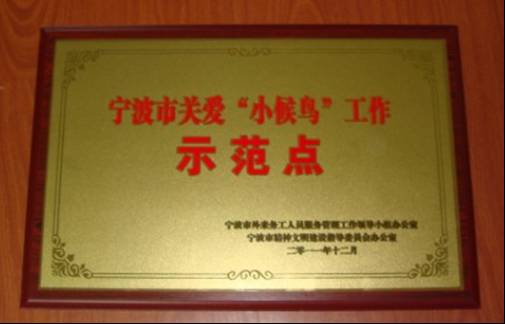 宁波市关爱“小候鸟”工作
示范点
宁波市外来务工人员服务管理工作领导小组办公室
宁波市精神文明建设指导委员会办公室
二〇一一年十二月